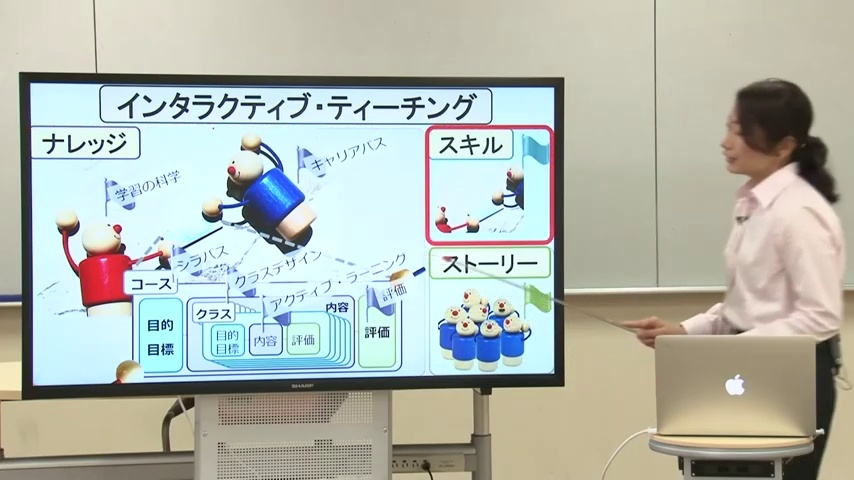 インタラクティブ・ティーチング
ナレッジ
スキル
キャリアパス
学習の科学
シラバス
クラスデザイン
アクティブ・ラーニング
評価
ストーリー
コース
目的
目標
クラス
内容
目的
目標
内容
評価
評価
SHARP